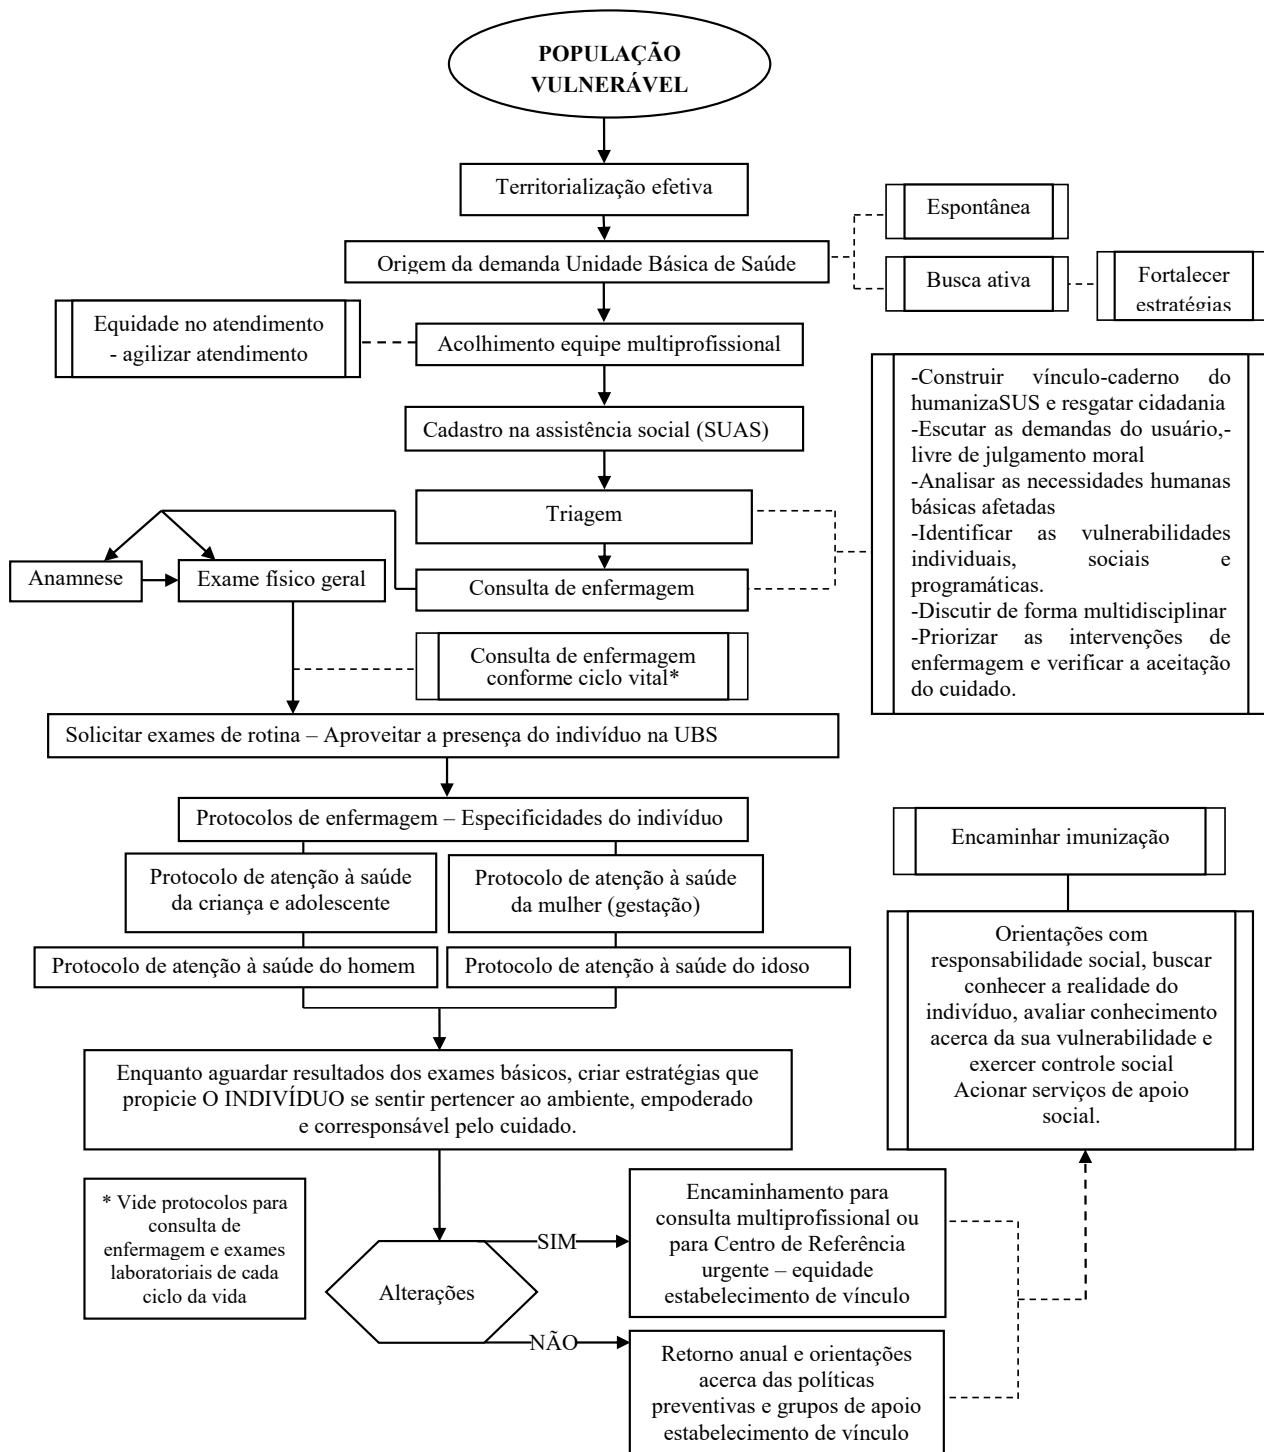 POPULAÇÃO
VULNERÁVEL
Territorialização efetiva
Origem da demanda Unidade Básica de Saúde
Espontânea
Busca ativa
Fortalecer
estratégias
Equidade no atendimento
- agilizar atendimento
Acolhimento equipe multiprofissional
Cadastro na assistência social (SUAS)
Triagem
Consulta de enfermagem
-Construir vínculo-caderno do
humanizaSUS e resgatar cidadania
-Escutar as demandas do usuário,-
livre de julgamento moral
-Analisar as necessidades humanas
básicas afetadas
-Identificar as vulnerabilidades
individuais, sociais e
programáticas.
-Discutir de forma multidisciplinar
-Priorizar as intervenções de
enfermagem e verificar a aceitação
do cuidado.
Anamnese
Exame físico geral
Consulta de enfermagem
conforme ciclo vital*
Solicitar exames de rotina – Aproveitar a presença do indivíduo na UBS
Protocolos de enfermagem – Especificidades do indivíduo
Protocolo de atenção à saúde
da criança e adolescente
Protocolo de atenção à saúde
da mulher (gestação)
Protocolo de atenção à saúde do homem
Protocolo de atenção à saúde do idoso
Enquanto aguardar resultados dos exames básicos, criar estratégias que
propicie O INDIVÍDUO se sentir pertencer ao ambiente, empoderado
e corresponsável pelo cuidado.
Encaminhar imunização
Orientações com
responsabilidade social, buscar
conhecer a realidade do
indivíduo, avaliar conhecimento
acerca da sua vulnerabilidade e
exercer controle social
Acionar serviços de apoio
social.
* Vide protocolos para
consulta de
enfermagem e exames
laboratoriais de cada
ciclo da vida
Alterações
SIM
NÃO
Encaminhamento para
consulta multiprofissional ou
para Centro de Referência
urgente – equidade
estabelecimento de vínculo
Retorno anual e orientações
acerca das políticas
preventivas e grupos de apoio
estabelecimento de vínculo